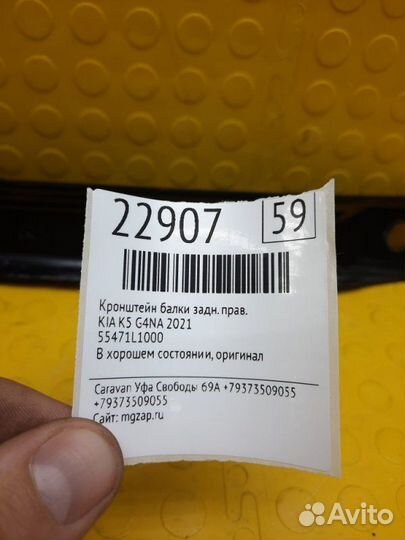 22907 59
Кронштейн балки задн. прав.
KIA K5 G4NA 2021
55471L1000
В хорошем состоянии, оригинал
Caravan Уфа Свободы 69А +79373509055
+79373509055
Сайт: mgzap.ru
Avito